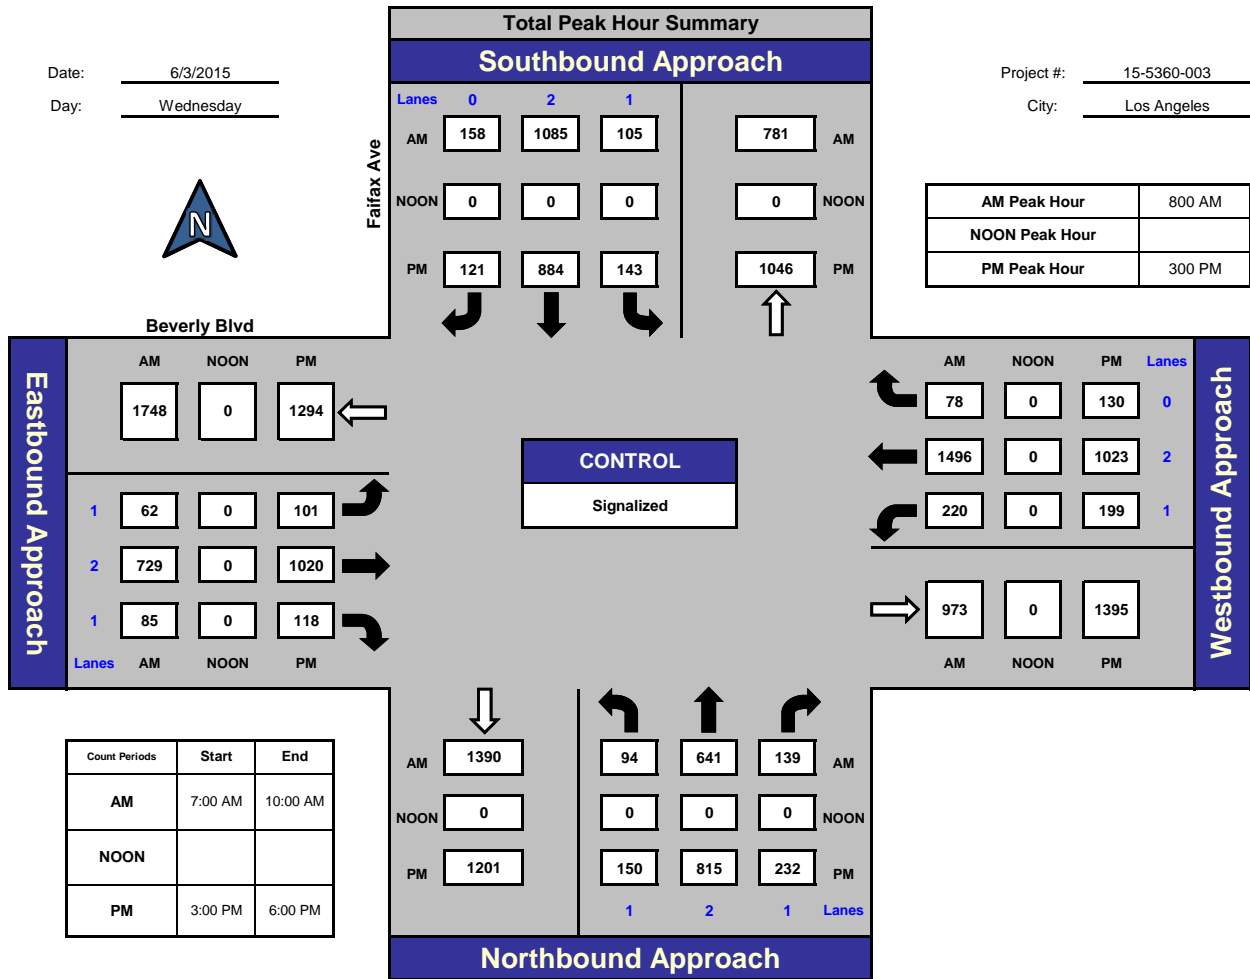 Total Peak Hour Summary
Southbound Approach
Date: 6/3/2015
Day: Wednesday
Project #: 15-5360-003
City: Los Angeles
N
Faifax Ave
Lanes 0 2 1
AM 158 1085 105 781 AM
NOON 0 0 0 0 NOON
PM 121 884 143 1046 PM
AM Peak Hour 800 AM
NOON Peak Hour
PM Peak Hour 300 PM
Beverly Blvd
Eastbound Approach
AM NOON PM
1748 0 1294
1 62 0 101
2 729 0 1020
1 85 0 118
Lanes AM NOON PM
CONTROL
Signalized
AM NOON PM Lanes
78 0 130 0
1496 0 1023 2
220 0 199 1
973 0 1395
AM NOON PM
Westbound Approach
Count Periods Start End
AM 7:00 AM 10:00 AM
NOON
PM 3:00 PM 6:00 PM
AM 1390 94 641 139 AM
NOON 0 0 0 0 NOON
PM 1201 150 815 232 PM
1 2 1 Lanes
Northbound Approach